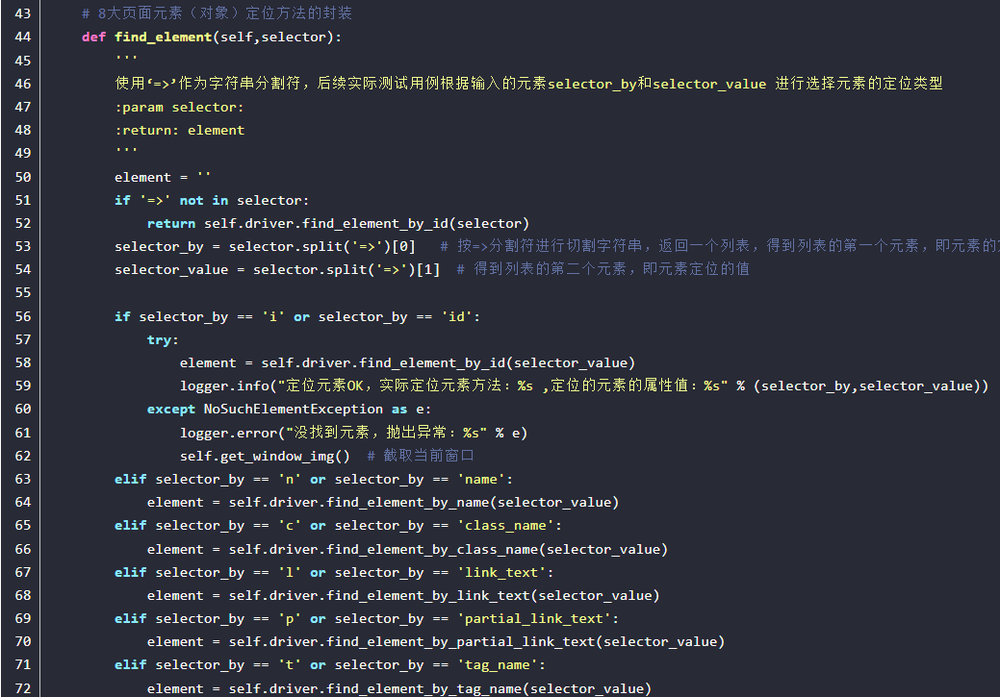 43 # 8大页面元素（对象）定位方法的封装
44 def find_element(self,selector):
45 '''
46 使用‘=>’作为字符串分割符，后续实际测试用例根据输入的元素selector_by和selector_value 进行选择元素的定位类型
47 :param selector:
48 :return: element
49 '''
50 element = ''
51 if '=>' not in selector:
52 return self.driver.find_element_by_id(selector)
53 selector_by = selector.split('=>')[0] # 按=>分割符进行切割字符串，返回一个列表，得到列表的第一个元素，即元素的
54 selector_value = selector.split('=>')[1] # 得到列表的第二个元素，即元素定位的值
55
56 if selector_by == 'i' or selector_by == 'id':
57 try:
58 element = self.driver.find_element_by_id(selector_value)
59 logger.info("定位元素OK，实际定位元素方法：%s ,定位的元素的属性值：%s" % (selector_by,selector_value))
60 except NoSuchElementException as e:
61 logger.error("没找到元素，抛出异常：%s" % e)
62 self.get_window_img() # 截取当前窗口
63 elif selector_by == 'n' or selector_by == 'name':
64 element = self.driver.find_element_by_name(selector_value)
65 elif selector_by == 'c' or selector_by == 'class_name':
66 element = self.driver.find_element_by_class_name(selector_value)
67 elif selector_by == 'l' or selector_by == 'link_text':
68 element = self.driver.find_element_by_link_text(selector_value)
69 elif selector_by == 'p' or selector_by == 'partial_link_text':
70 element = self.driver.find_element_by_partial_link_text(selector_value)
71 elif selector_by == 't' or selector_by == 'tag_name':
72 element = self.driver.find_element_by_tag_name(selector_value)